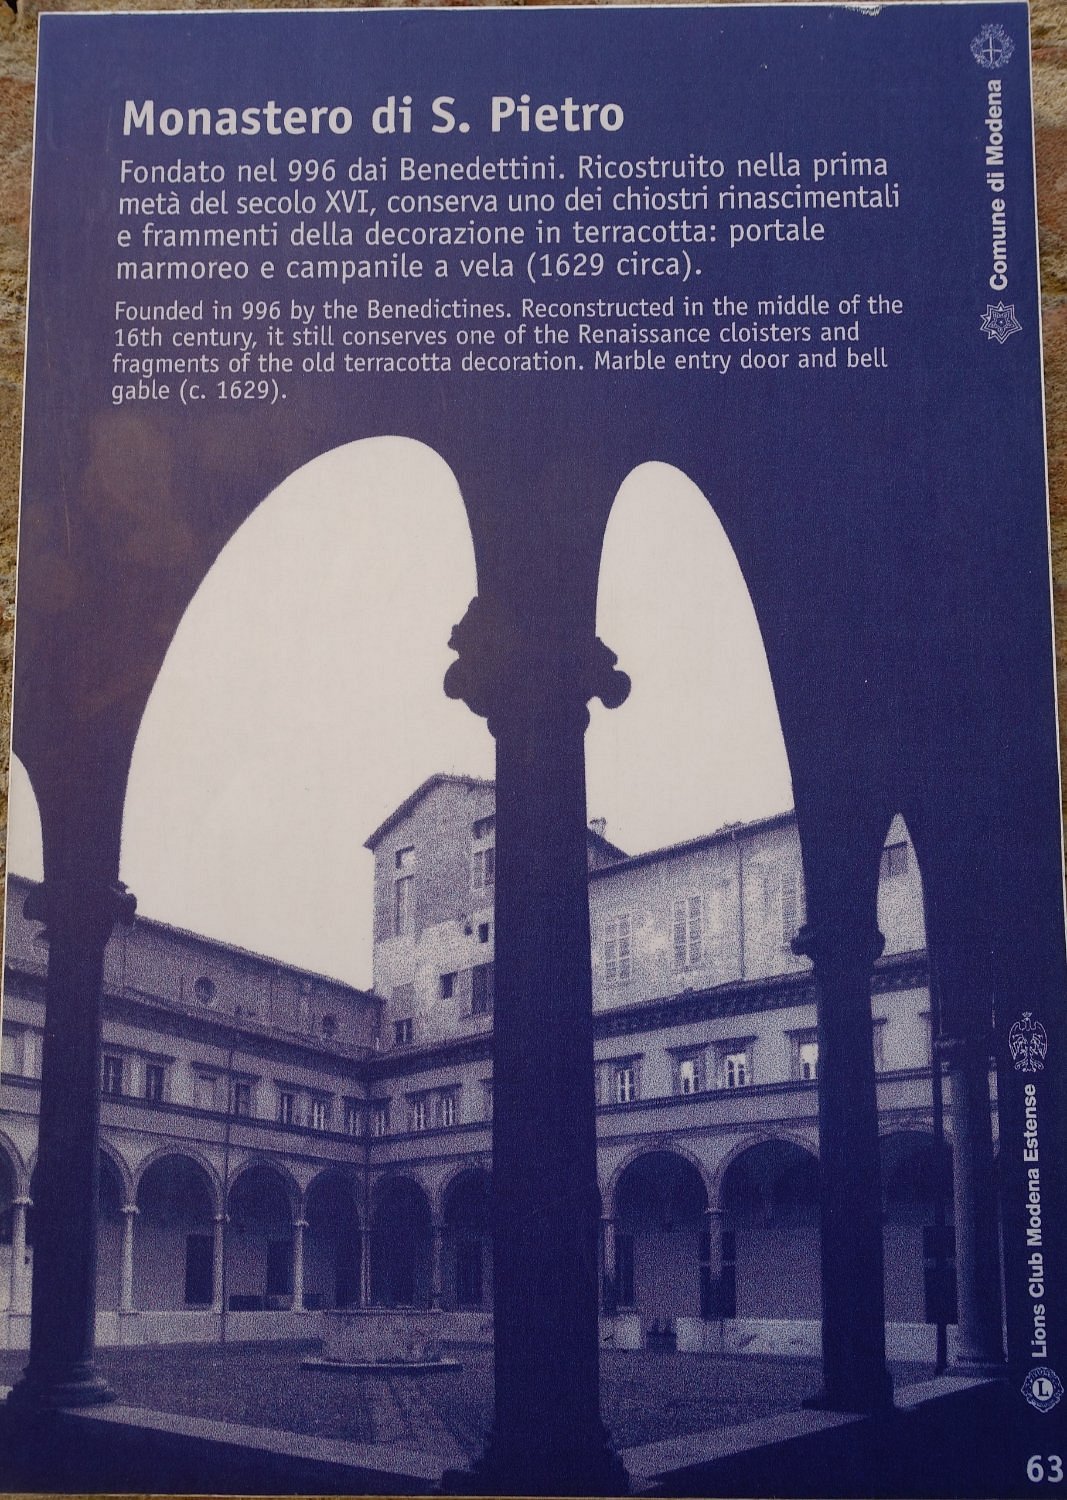 Monastero di S. Pietro
Fondato nel 996 dai Benedettini. Ricostruito nella prima
metà del secolo XVI, conserva uno dei chiostri rinascimentali
e frammenti della decorazione in terracotta: portale
marmoreo e campanile a vela (1629 circa).
Founded in 996 by the Benedictines. Reconstructed in the middle of the
16th century, it still conserves one of the Renaissance cloisters and
fragments of the old terracotta decoration. Marble entry door and bell
gable (c. 1629).
Comune di Modena
Lions Club Modena Estense
L
63